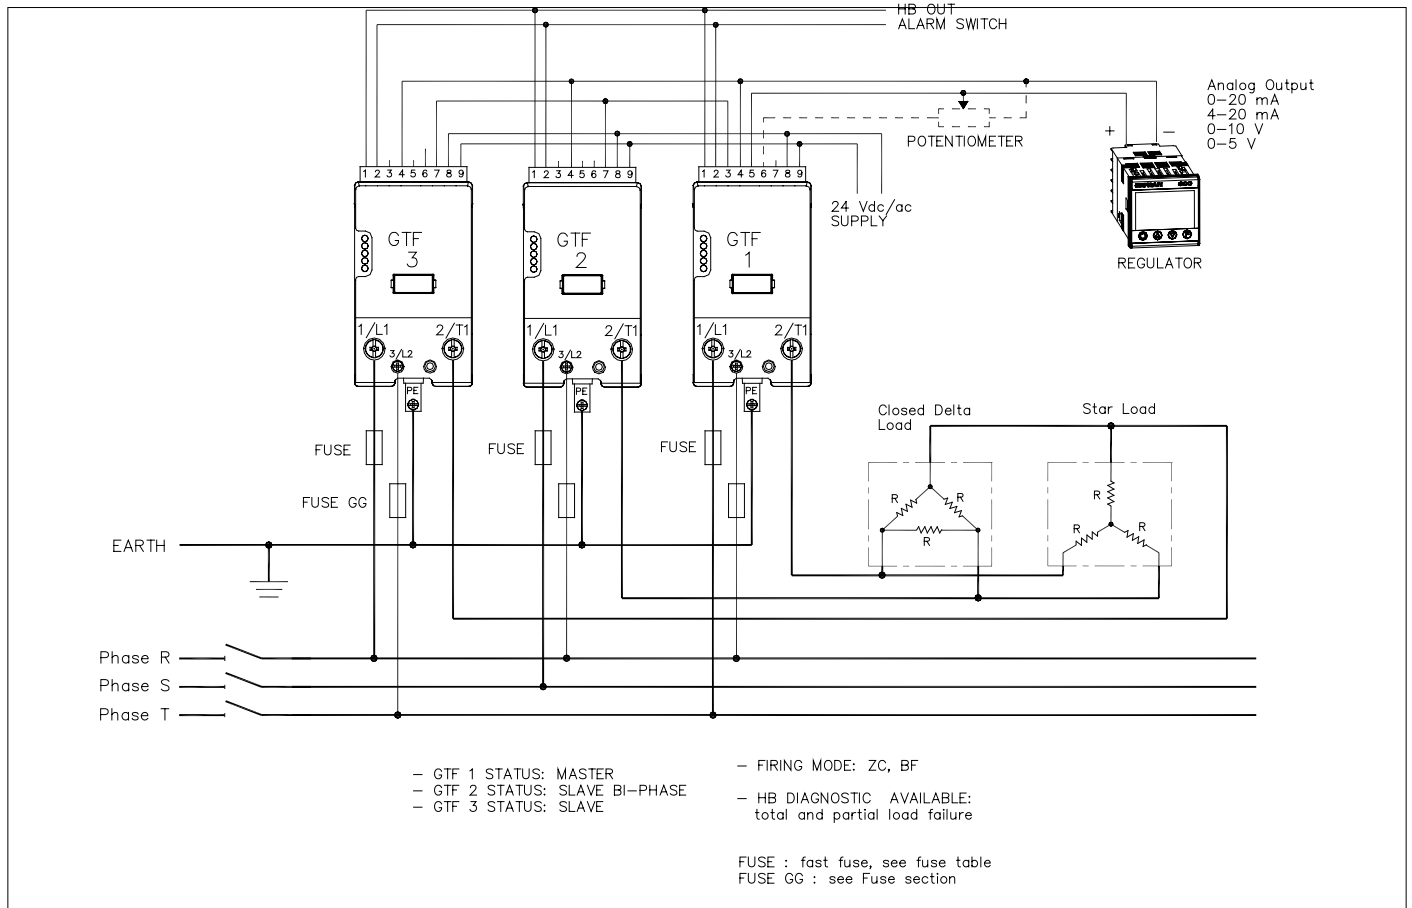 HB OUT
ALARM SWITCH
Analog Output
0-20 mA
4-20 mA
0-10 V
0-5 V
+
-
POTENTIOMETER
1 2 3 4 5 6 7 8 9
1 2 3 4 5 6 7 8 9
1 2 3 4 5 6 7 8 9
24 Vdc/ac
SUPPLY
REGULATOR
GTF
3
GTF
2
GTF
1
1/L1
2/T1
3/L2
PE
1/L1
2/T1
3/L2
PE
1/L1
2/T1
3/L2
PE
Closed Delta
Load
Star Load
FUSE
FUSE
FUSE
FUSE GG
R
R
R
R
R
R
EARTH
Phase R
Phase S
Phase T
- GTF 1 STATUS: MASTER
- GTF 2 STATUS: SLAVE BI-PHASE
- GTF 3 STATUS: SLAVE
- FIRING MODE: ZC, BF
- HB DIAGNOSTIC AVAILABLE:
total and partial load failure
FUSE : fast fuse, see fuse table
FUSE GG : see Fuse section